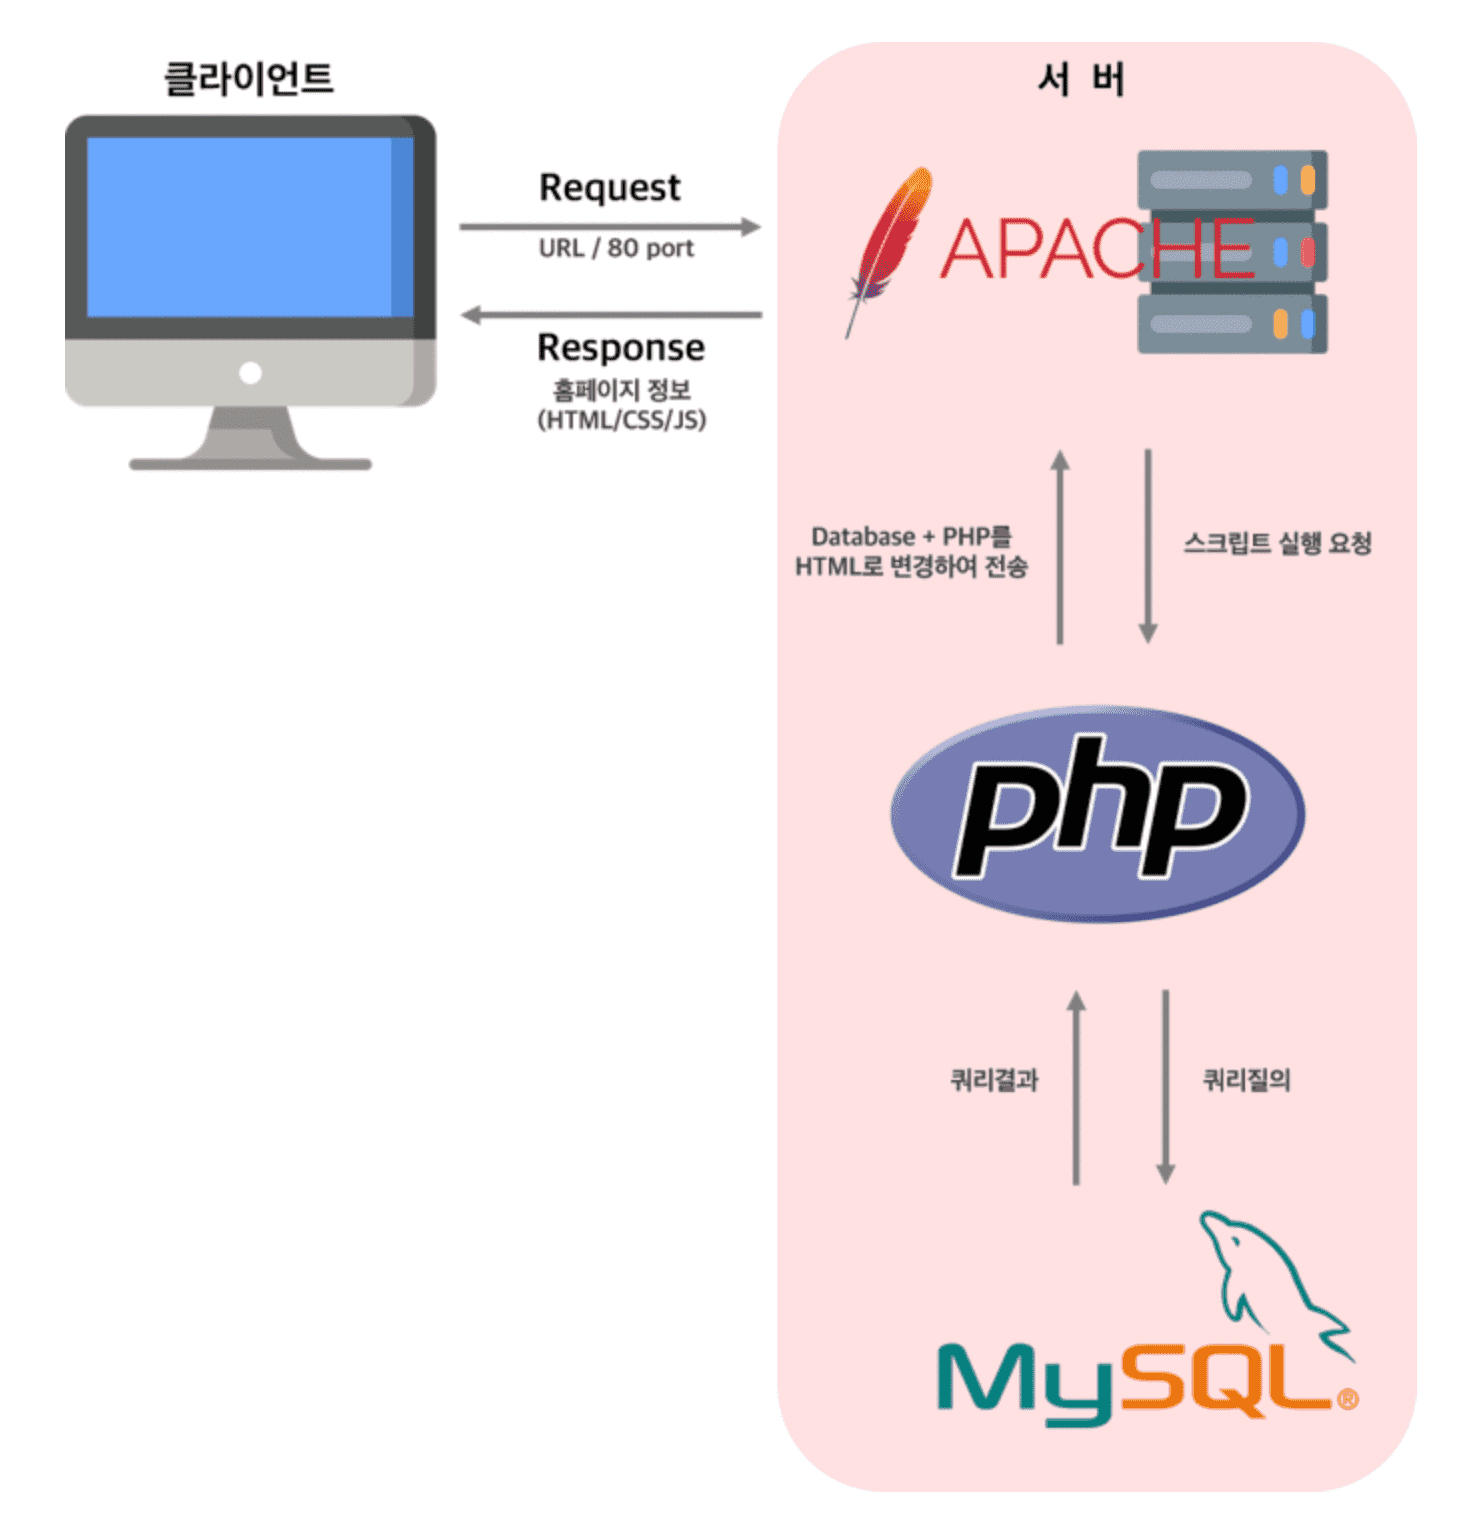 클라이언트
서 버
Request
URL / 80 port
APACHE
Response
홈페이지 정보
(HTML/CSS/JS)
Database + PHP를
HTML로 변경하여 전송
스크립트 실행 요청
php
쿼리결과
쿼리질의
MySQL®